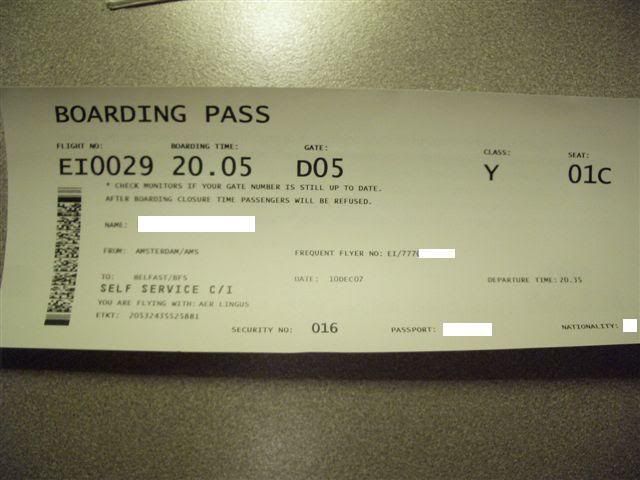 BOARDING PASS
FLIGHT NO: BOARDING TIME: GATE: CLASS: SEAT:
EI0029 20.05 D05 Y 01C
* CHECK MONITORS IF YOUR GATE NUMBER IS STILL UP TO DATE.
AFTER BOARDING CLOSURE TIME PASSENGERS WILL BE REFUSED.
NAME:
FROM: AMSTERDAM/AMS FREQUENT FLYER NO: EI/777
TO: BELFAST/BFS DATE: 10DEC07 DEPARTURE TIME: 20.35
SELF SERVICE C/I
YOU ARE FLYING WITH: AER LINGUS
ETKT: 20532435525881
SECURITY NO: 016 PASSPORT: NATIONALITY: